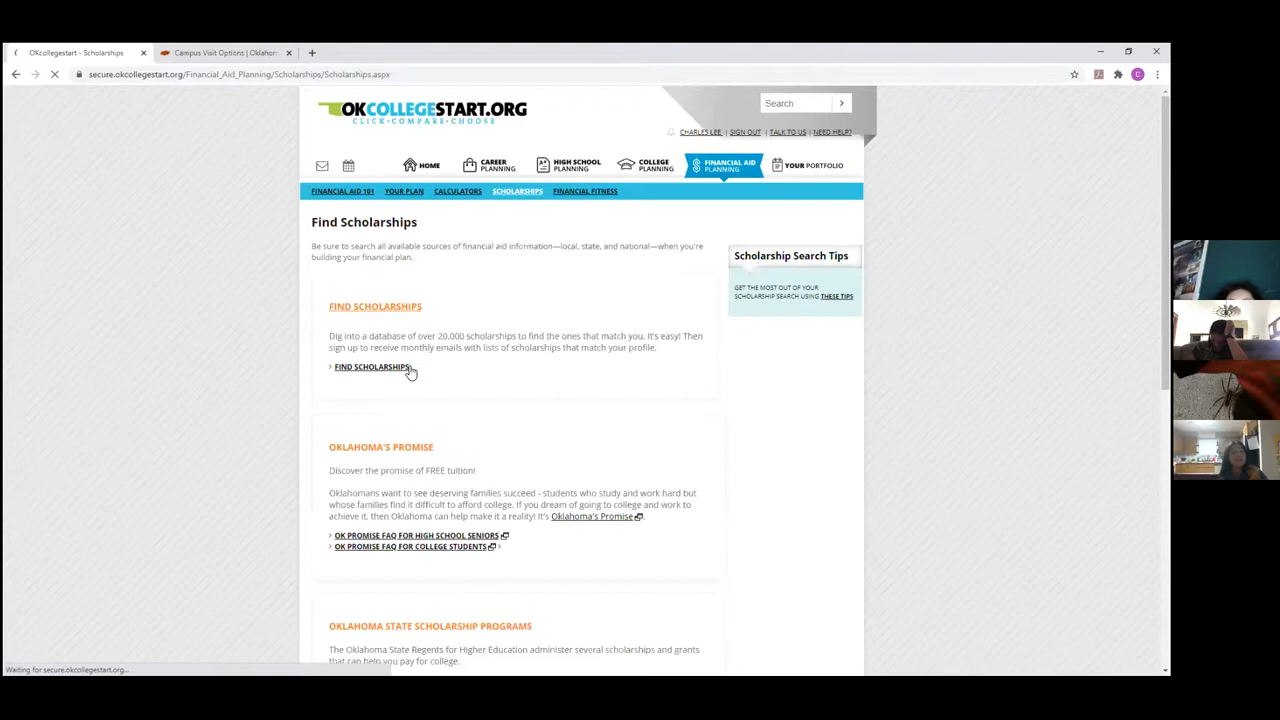 OKcollegestart - Scholarships
Campus Visit Options | Oklahom
secure.okcollegestart.org/Financial_Aid_Planning/Scholarships/Scholarships.aspx
C
OKCOLLEGESTART.ORG
CLICK•COMPARE•CHOOSE
Search
CHARLES LEE SIGN OUT | TALK TO US | NEED HELP?
HOME
CAREER PLANNING
HIGH SCHOOL PLANNING
COLLEGE PLANNING
FINANCIAL AID PLANNING
YOUR PORTFOLIO
FINANCIAL AID 101 YOUR PLAN CALCULATORS SCHOLARSHIPS FINANCIAL FITNESS
Find Scholarships
Be sure to search all available sources of financial aid information—local, state, and national—when you're
building your financial plan.
Scholarship Search Tips
GET THE MOST OUT OF YOUR
SCHOLARSHIP SEARCH USING THESE TIPS
FIND SCHOLARSHIPS
Dig into a database of over 20,000 scholarships to find the ones that match you. It's easy! Then
sign up to receive monthly emails with lists of scholarships that match your profile.
› FIND SCHOLARSHIPS
OKLAHOMA'S PROMISE
Discover the promise of FREE tuition!
Oklahomans want to see deserving families succeed - students who study and work hard but
whose families find it difficult to afford college. If you dream of going to college and work to
achieve it, then Oklahoma can help make it a reality! It's Oklahoma's Promise.
› OK PROMISE FAQ FOR HIGH SCHOOL SENIORS
› OK PROMISE FAQ FOR COLLEGE STUDENTS ›
OKLAHOMA STATE SCHOLARSHIP PROGRAMS
The Oklahoma State Regents for Higher Education administer several scholarships and grants
that can help you pay for college.
Waiting for secure.okcollegestart.org...